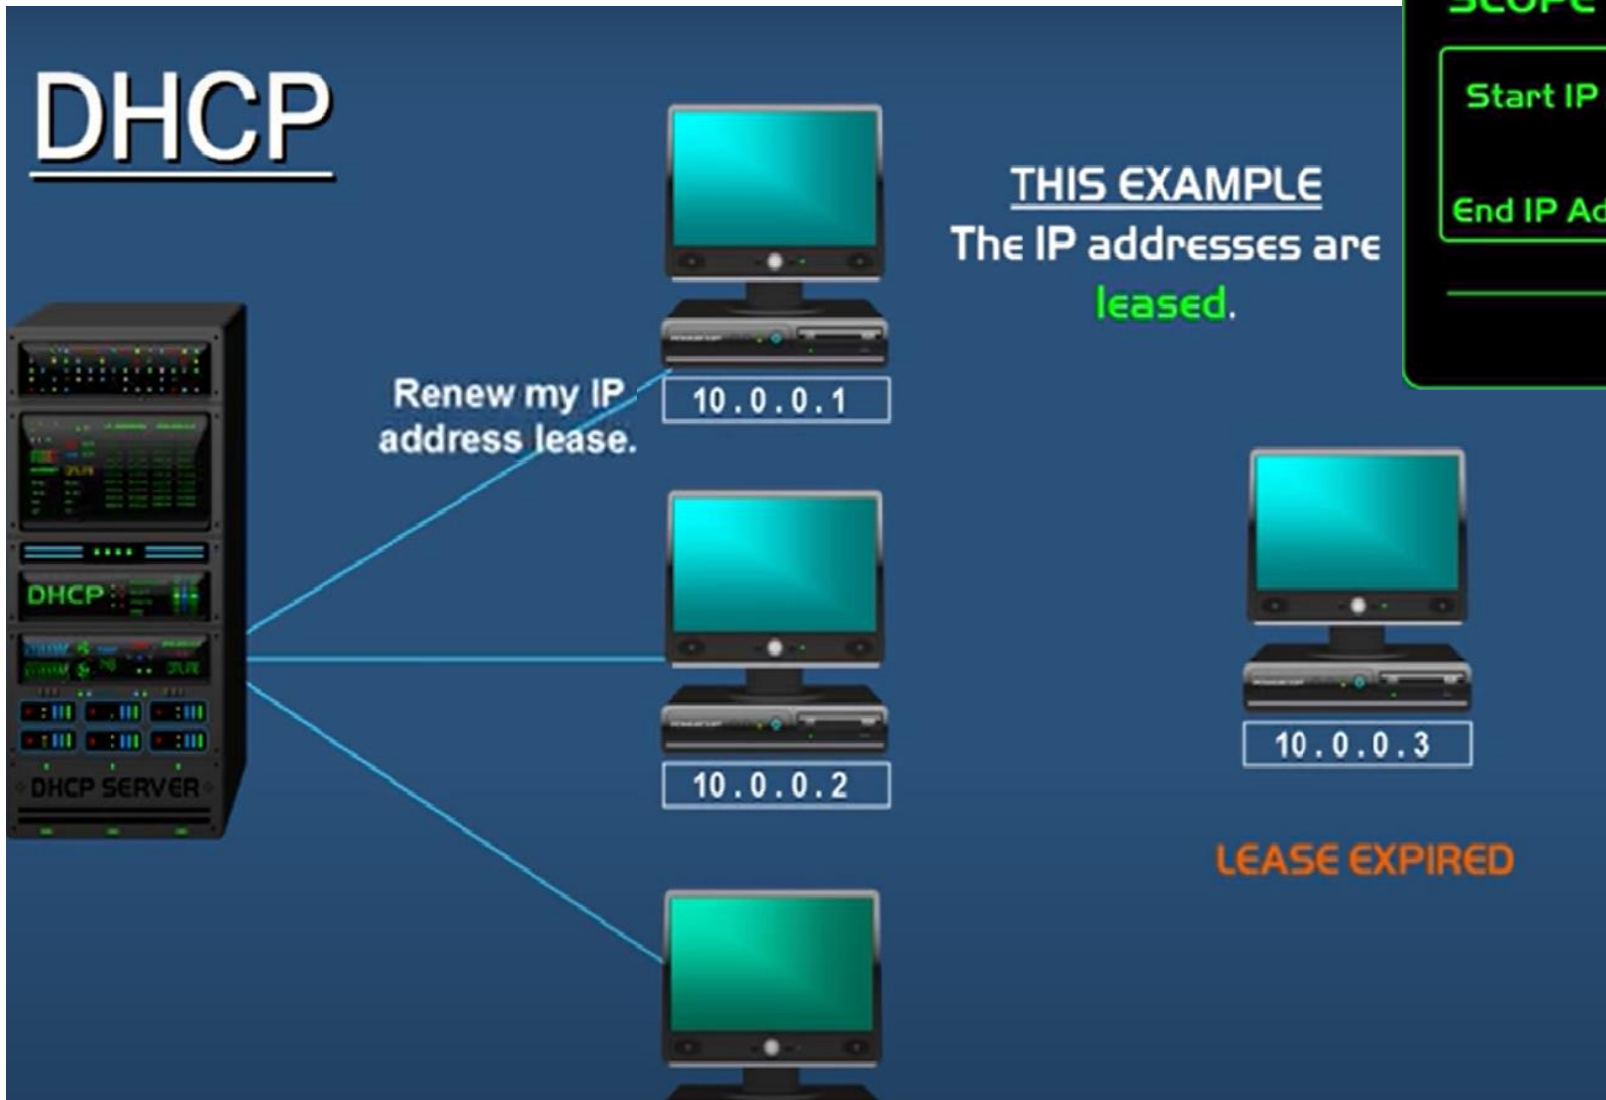 DHCP
SCOPE
Start IP
End IP Ad
THIS EXAMPLE
The IP addresses are
leased.
Renew my IP
address lease.
10.0.0.1
DHCP
10.0.0.2
10.0.0.3
DHCP SERVER
LEASE EXPIRED